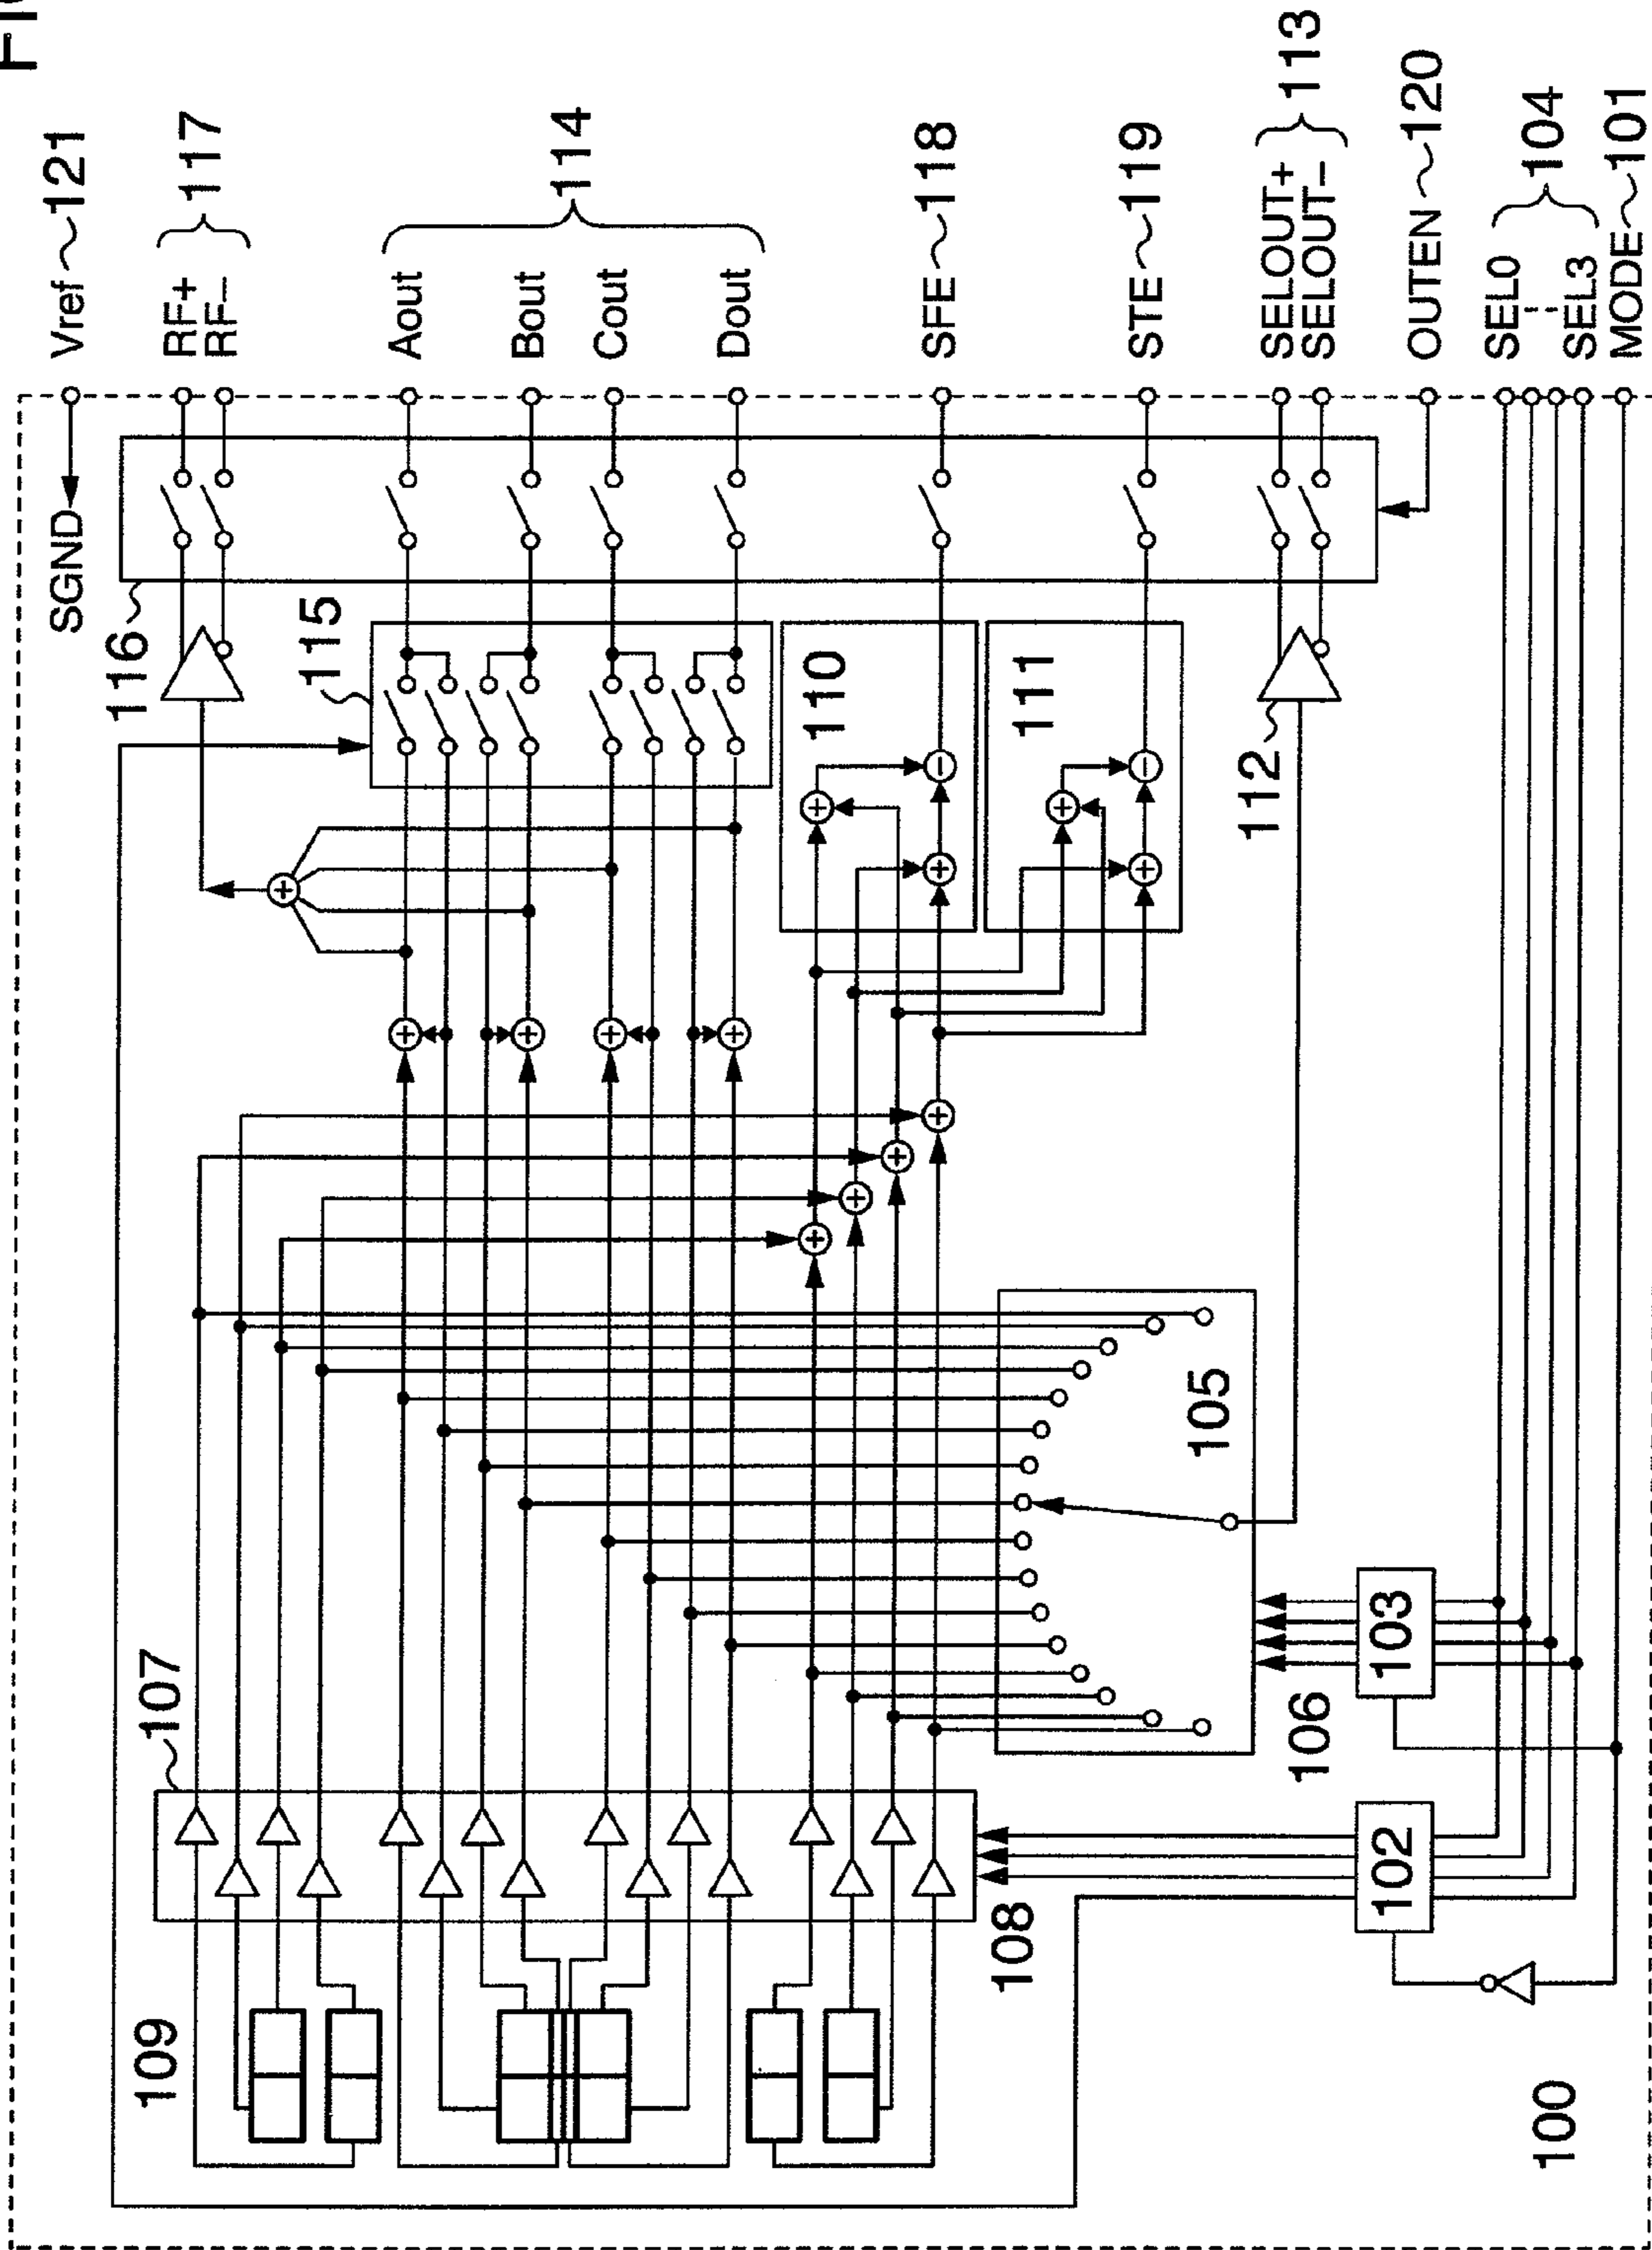 FI
Vref 121
RF+
RF−
117
Aout
Bout
Cout
Dout
114
SFE 118
STE 119
SELOUT+
SELOUT−
113
OUTEN 120
SEL0
SEL3
104
MODE 101
SGND
116
115
110
111
112
105
107
103
106
102
108
109
100